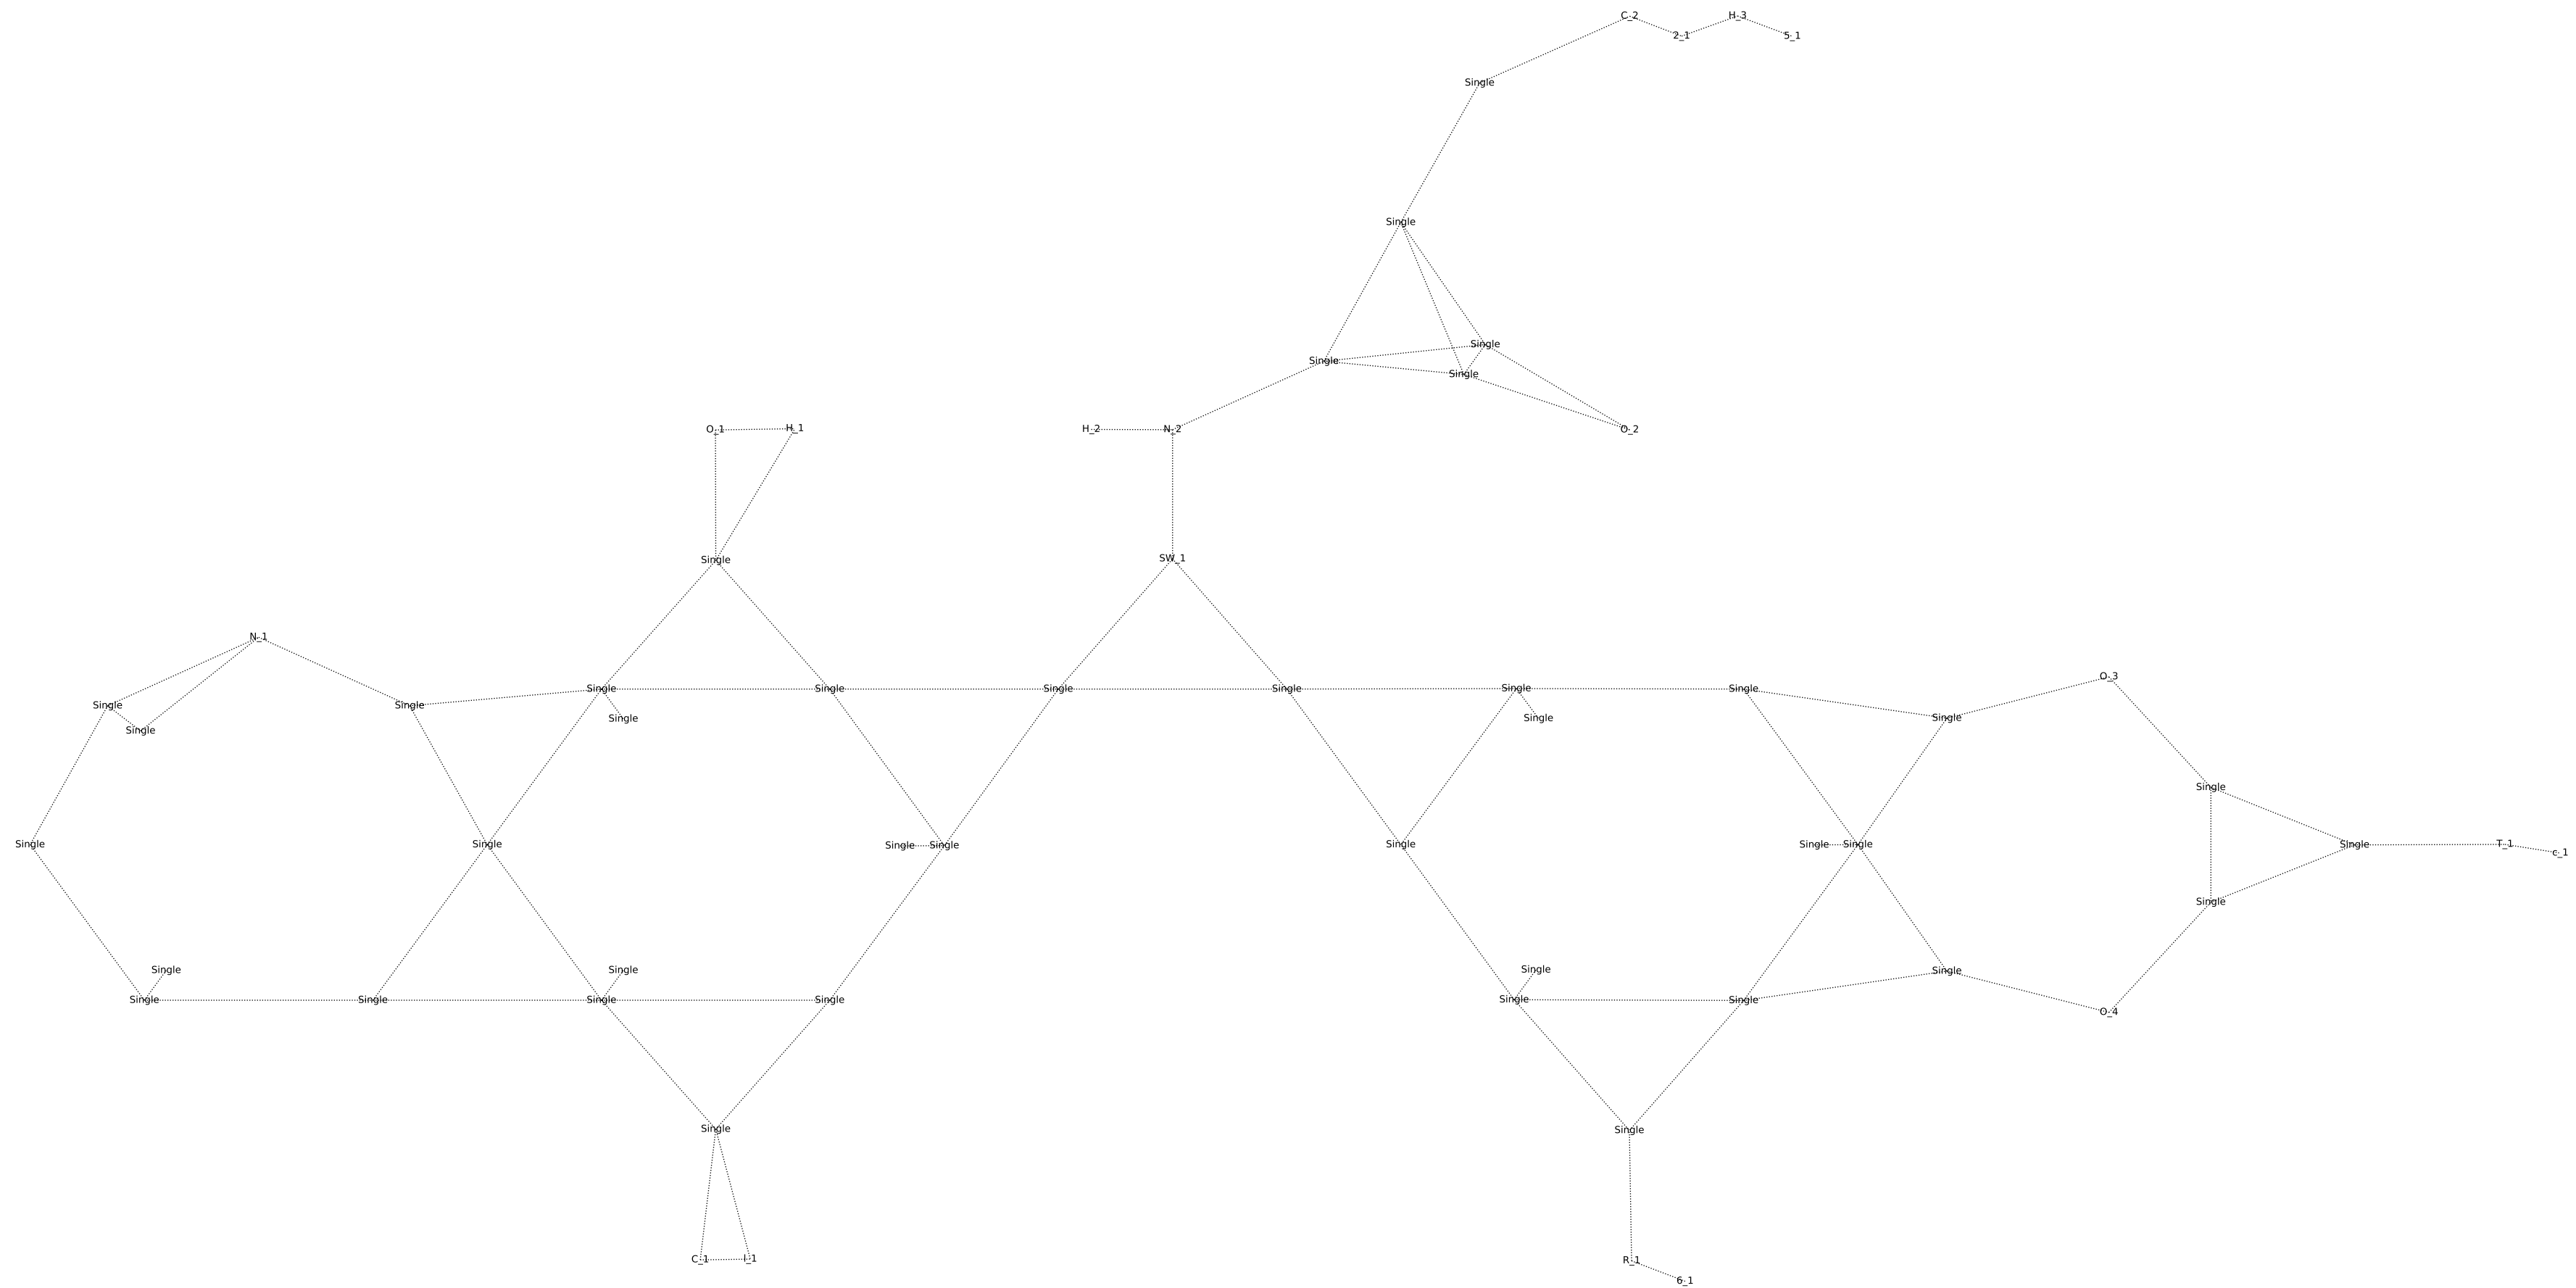 C_2 H_3
2_1 5_1
Single
Single
Single
Single
Single
O_1 H_1 H_2 N_2 O_2
Single SW_1
N_1
O_3
Single Single Single Single Single Single
Single Single
Single Single Single
Single
Single
Single Single Single Single Single Single Single Single T_1
c_1
Single
Single Single Single Single
Single Single Single Single Single Single
O_4
Single Single
C_1 I_1 R_1
6_1